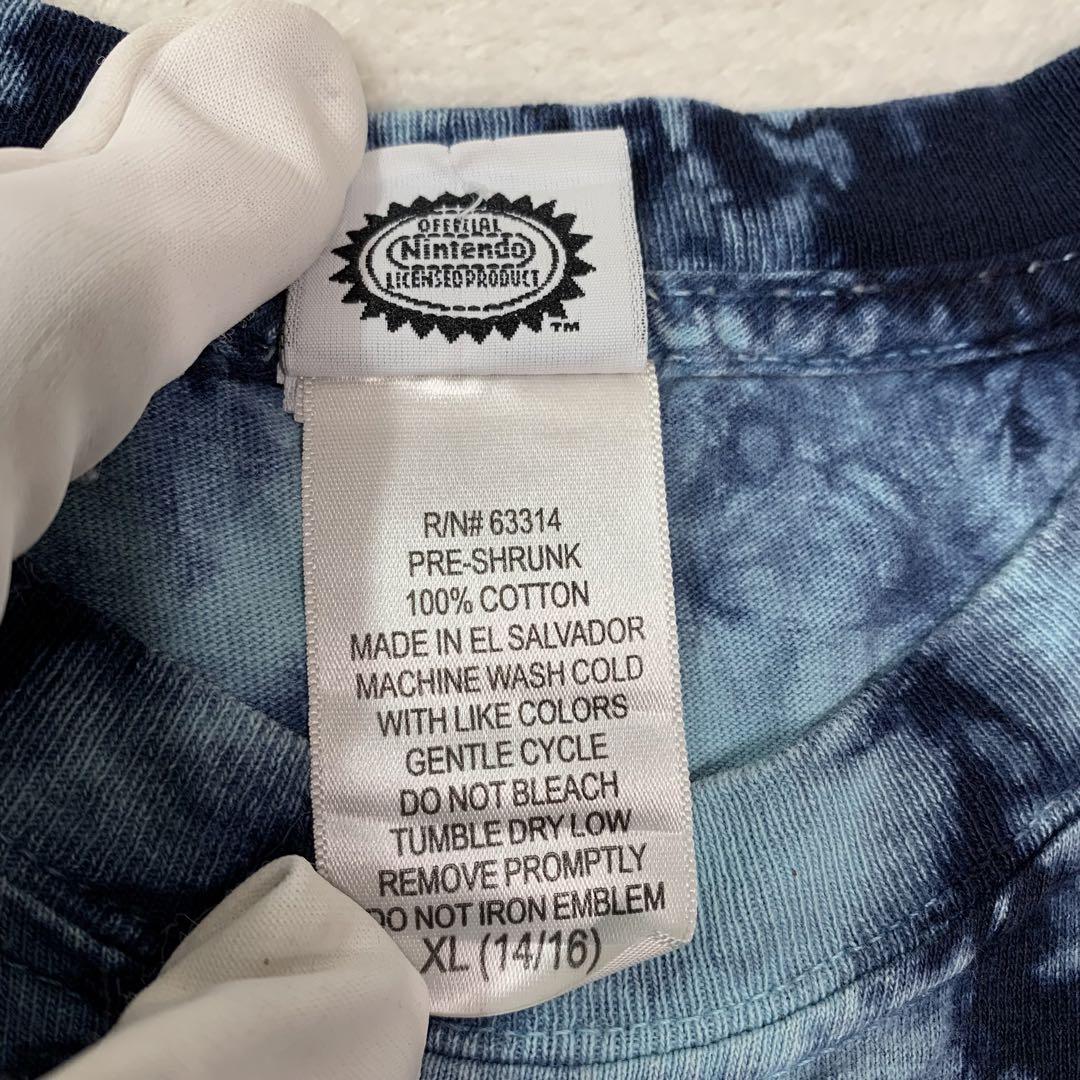 OFFICIAL
Nintendo
LICENSED PRODUCT
TM
R/N# 63314
PRE-SHRUNK
100% COTTON
MADE IN EL SALVADOR
MACHINE WASH COLD
WITH LIKE COLORS
GENTLE CYCLE
DO NOT BLEACH
TUMBLE DRY LOW
REMOVE PROMPTLY
DO NOT IRON EMBLEM
XL (14/16)